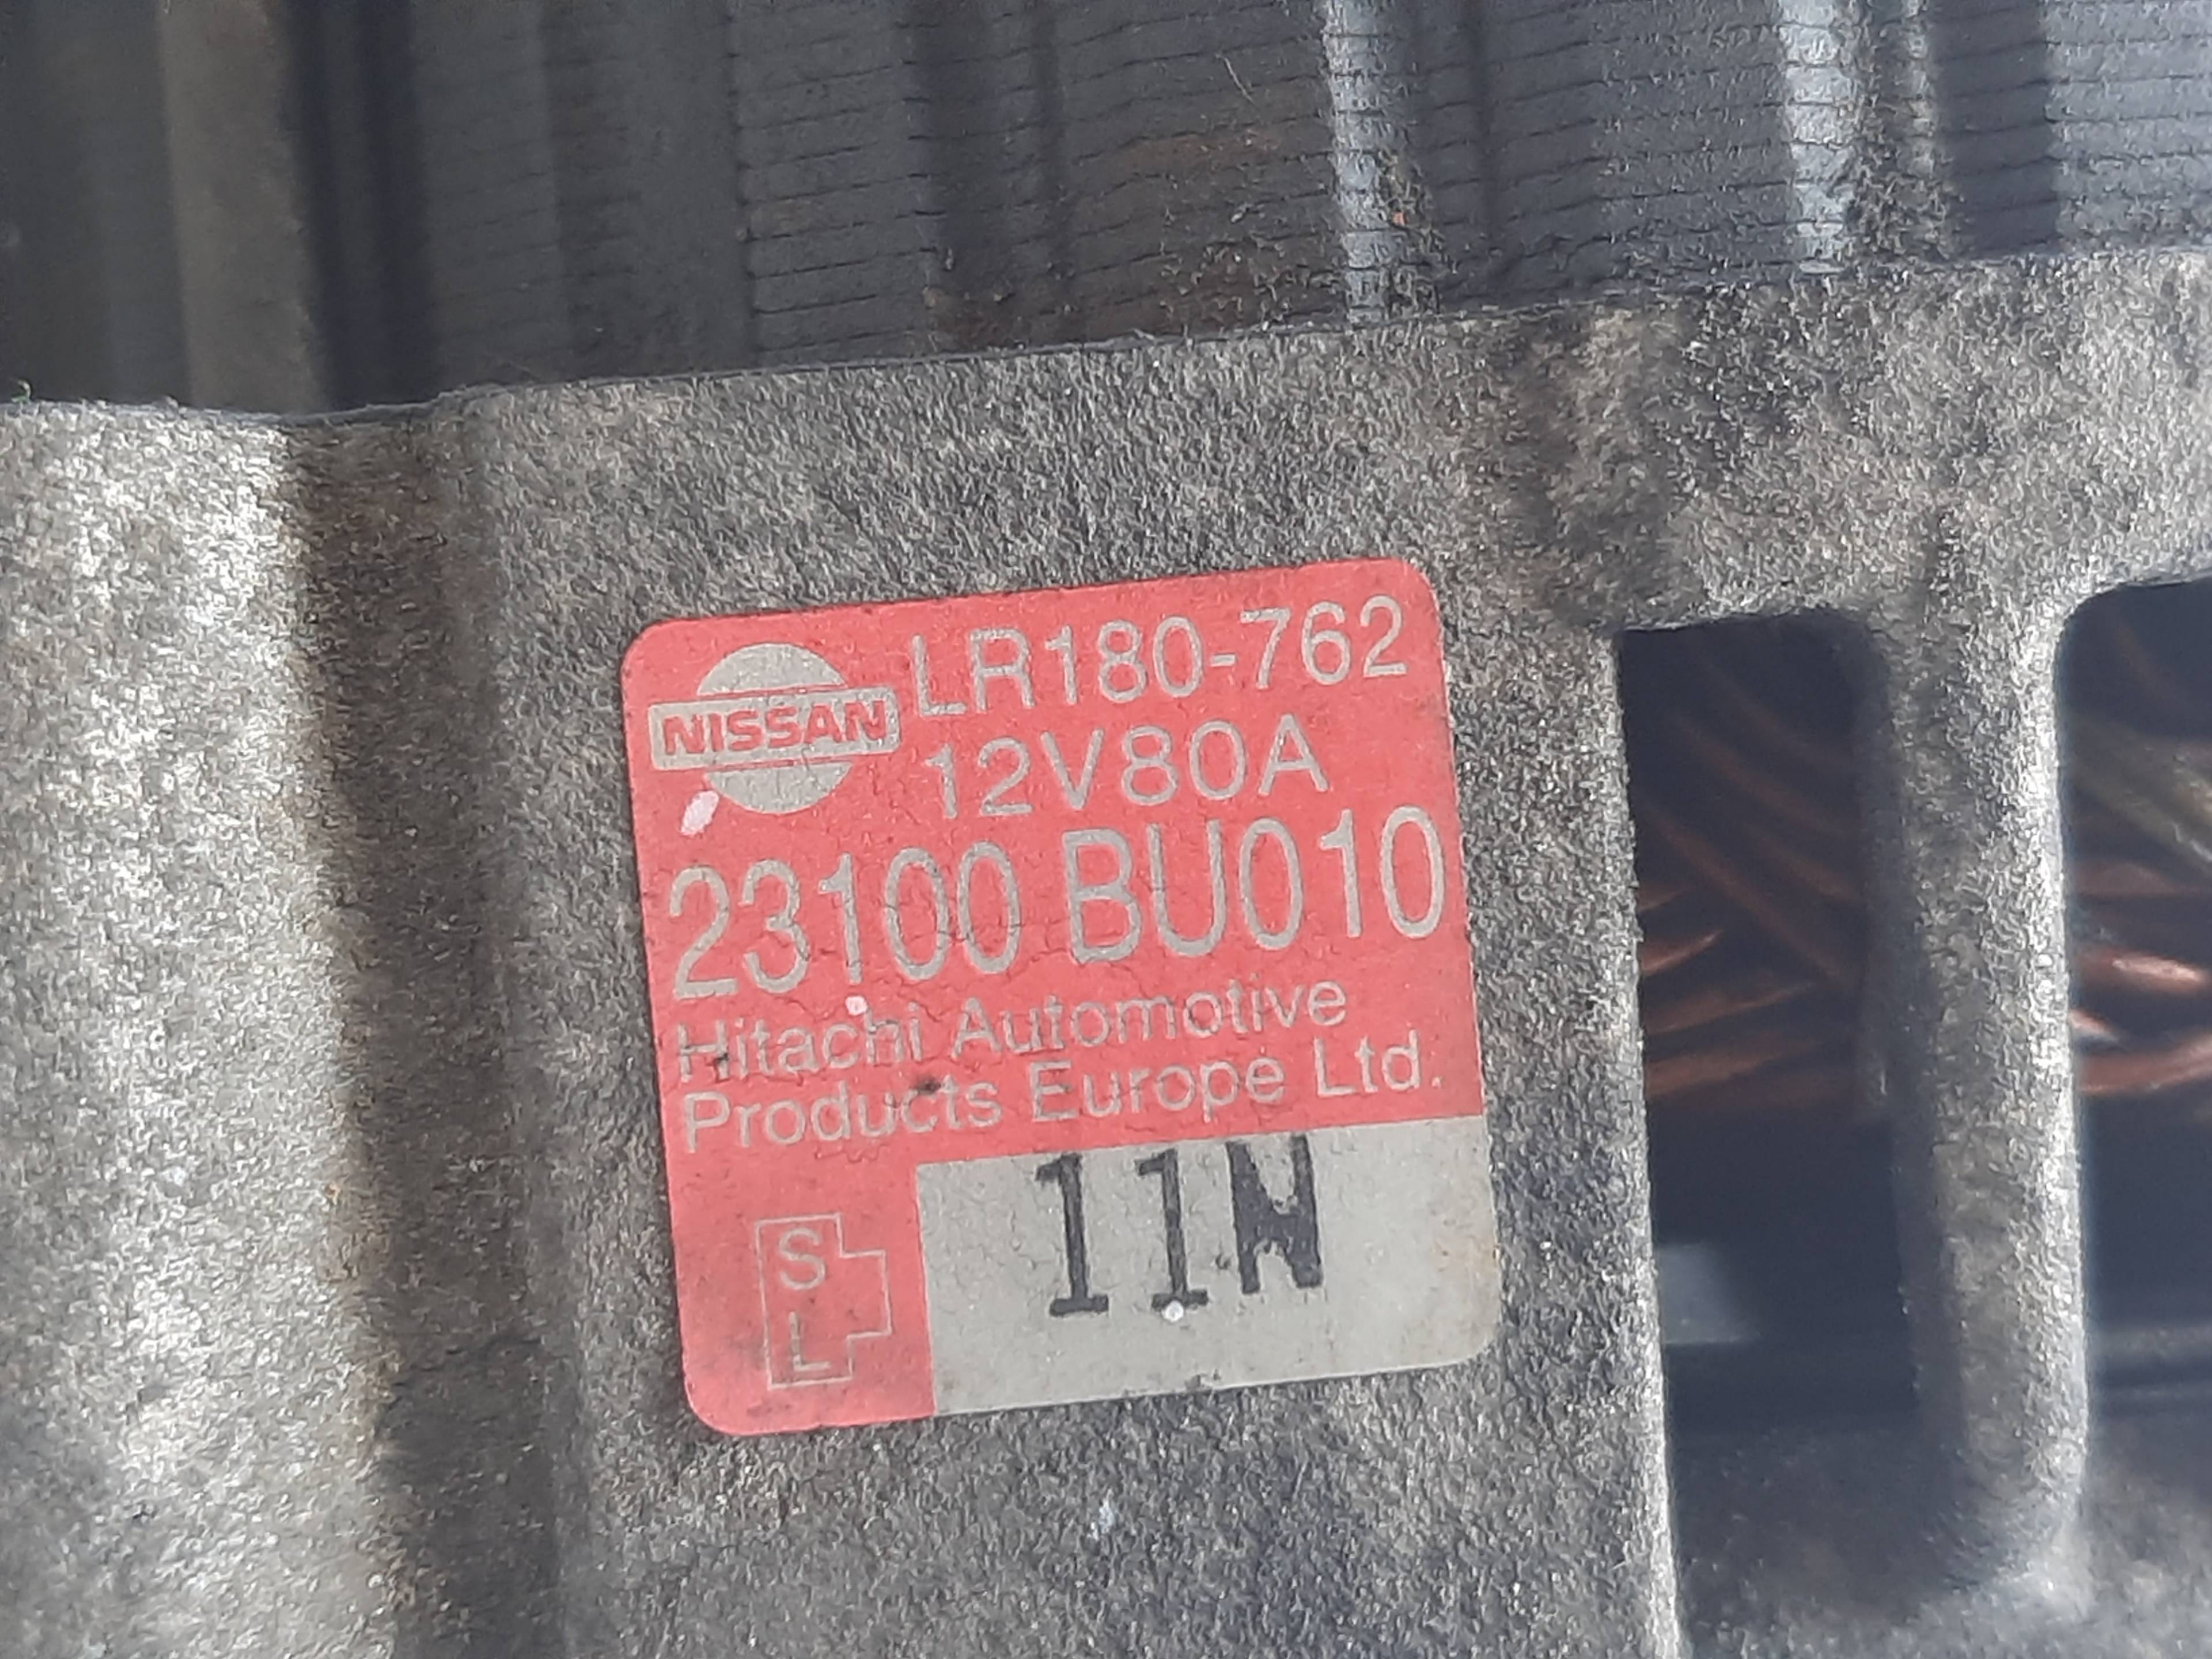 NISSAN LR180-762
12V80A
23100 BU010
Hitachi Automotive
Products Europe Ltd.
11N
S
L